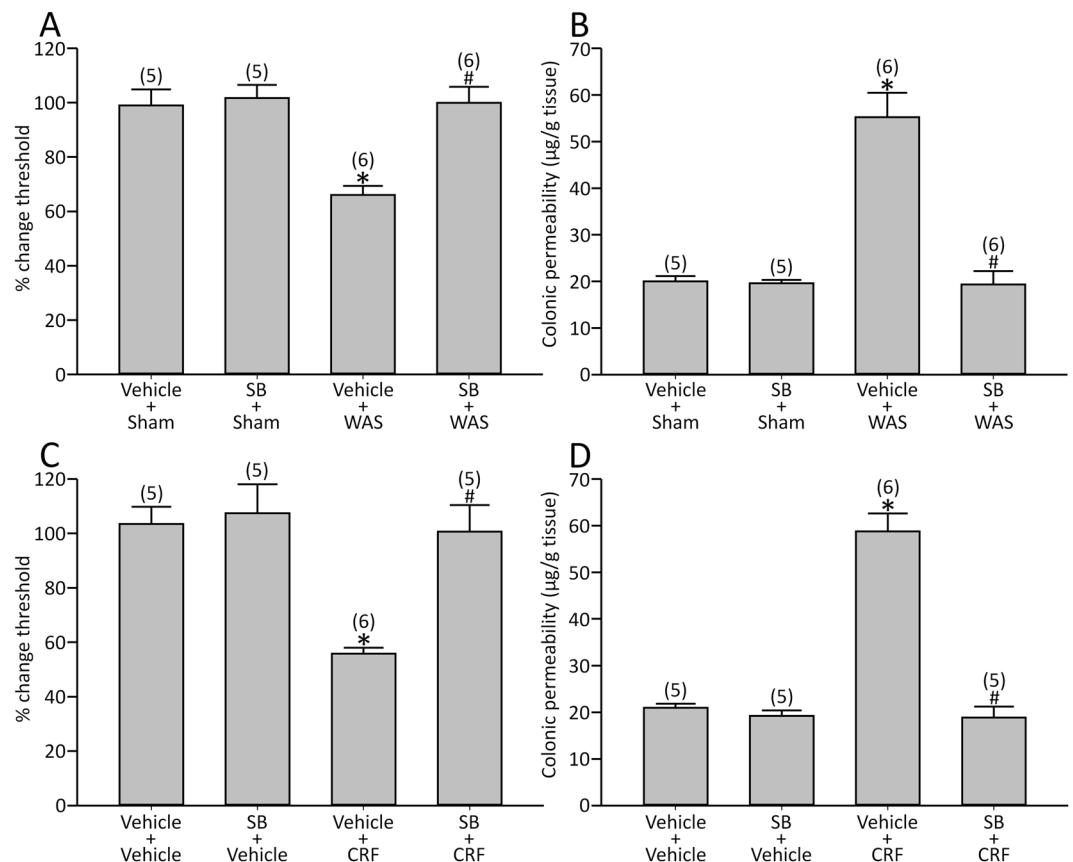 A
% change threshold
120
100
80
60
40
20
0
(5)
(5)
(6)
*
(6)
#
Vehicle
+
Sham
SB
+
Sham
Vehicle
+
WAS
SB
+
WAS
B
Colonic permeability (µg/g tissue)
70
60
50
40
30
20
10
0
(5)
(5)
(6)
*
(6)
#
Vehicle
+
Sham
SB
+
Sham
Vehicle
+
WAS
SB
+
WAS
C
% change threshold
120
100
80
60
40
20
0
(5)
(5)
(6)
*
(5)
#
Vehicle
+
Vehicle
SB
+
Vehicle
Vehicle
+
CRF
SB
+
CRF
D
Colonic permeability (µg/g tissue)
70
60
50
40
30
20
10
0
(5)
(5)
(6)
*
(5)
#
Vehicle
+
Vehicle
SB
+
Vehicle
Vehicle
+
CRF
SB
+
CRF